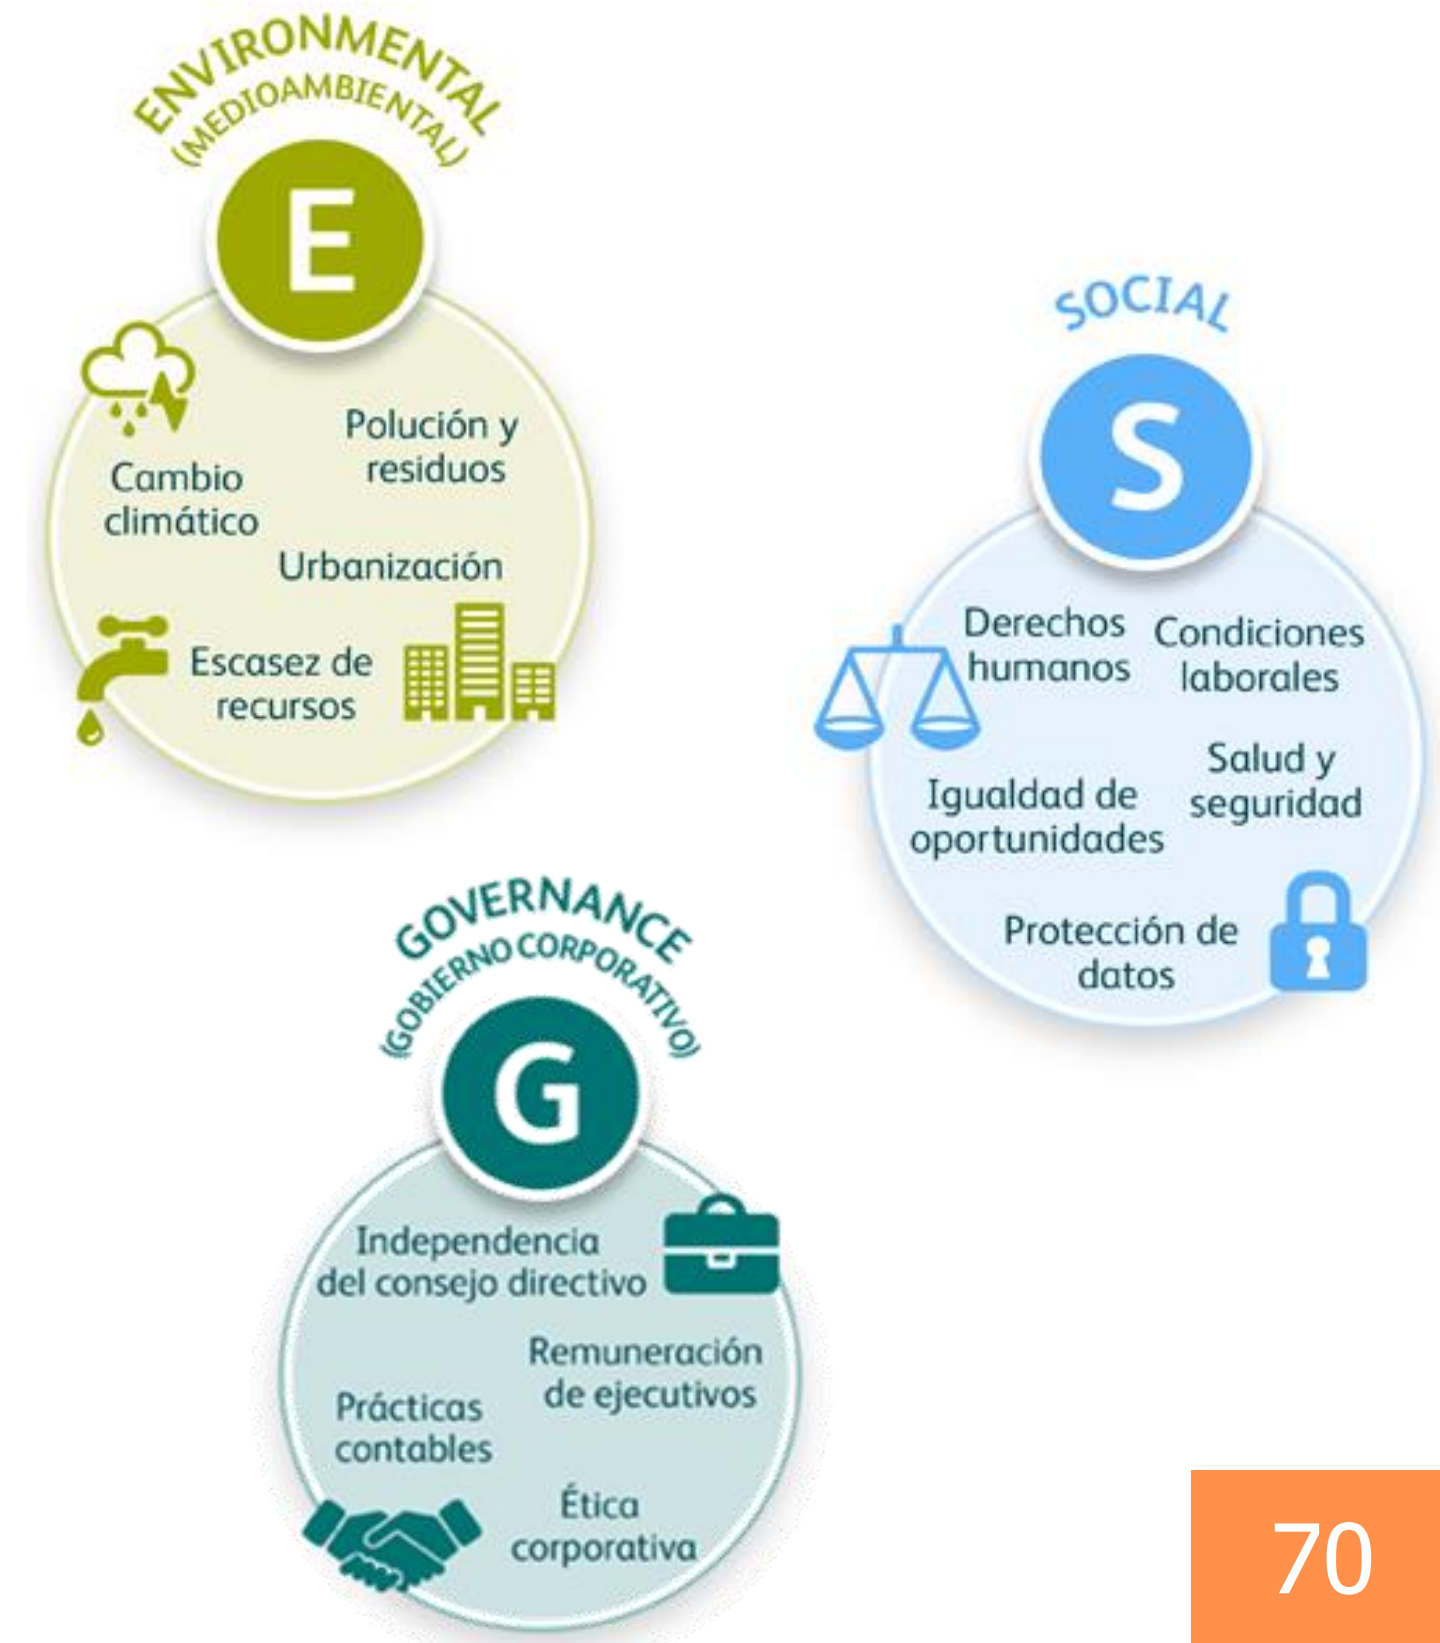 ENVIRONMENTAL
(MEDIOAMBIENTAL)
E
Polución y
residuos
Cambio
climático
Urbanización
Escasez de
recursos
SOCIAL
S
Derechos
humanos
Condiciones
laborales
Salud y
seguridad
Igualdad de
oportunidades
Protección de
datos
GOVERNANCE
(GOBIERNO CORPORATIVO)
G
Independencia
del consejo directivo
Remuneración
de ejecutivos
Prácticas
contables
Ética
corporativa
70